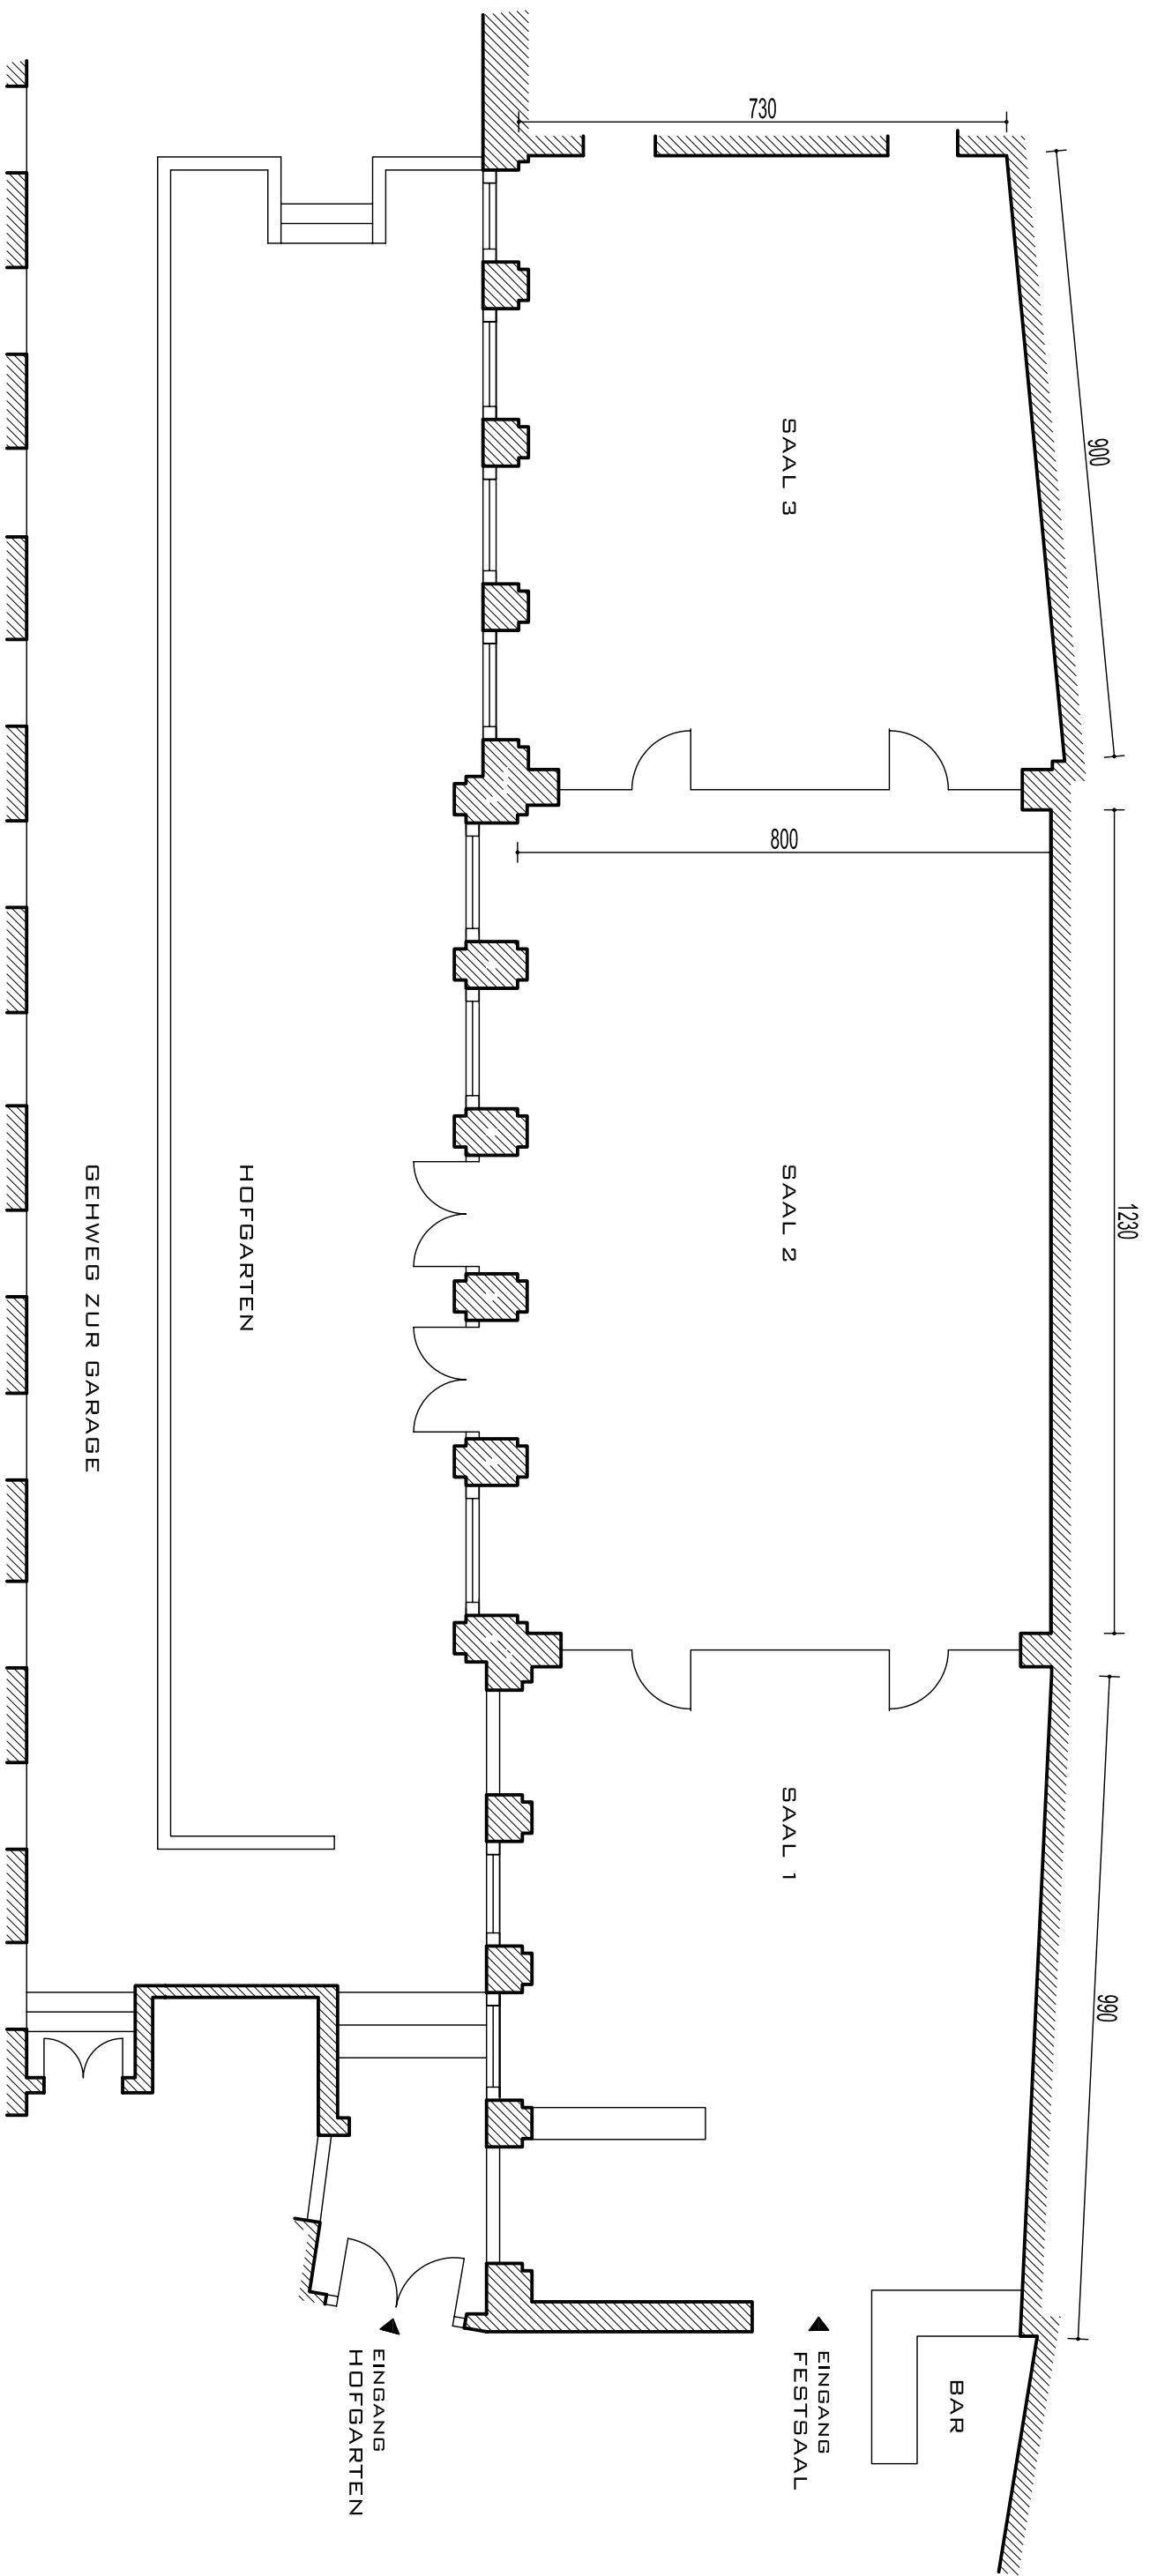 730
900
SAAL 3
800
1230
SAAL 2
HOFGARTEN
GEHWEG ZUR GARAGE
SAAL 1
990
EINGANG
FESTSAAL
BAR
EINGANG
HOFGARTEN